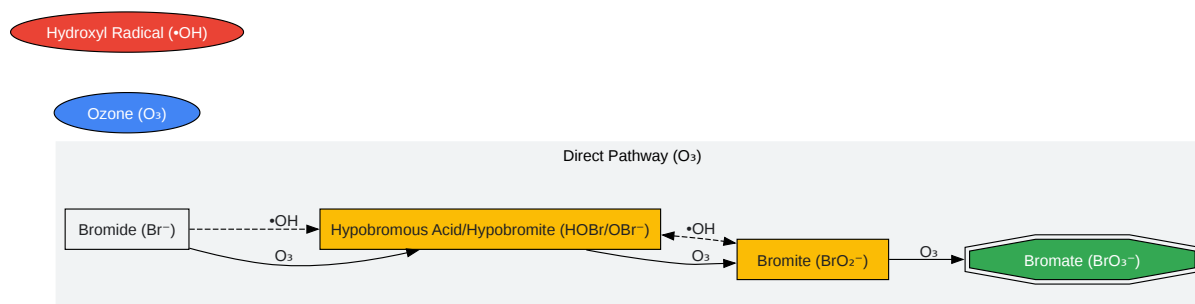 Hydroxyl Radical (•OH)
Ozone (O₃)
Direct Pathway (O₃)
Bromide (Br⁻)
•OH
O₃
Hypobromous Acid/Hypobromite (HOBr/OBr⁻)
•OH
O₃
Bromite (BrO₂⁻)
O₃
Bromate (BrO₃⁻)